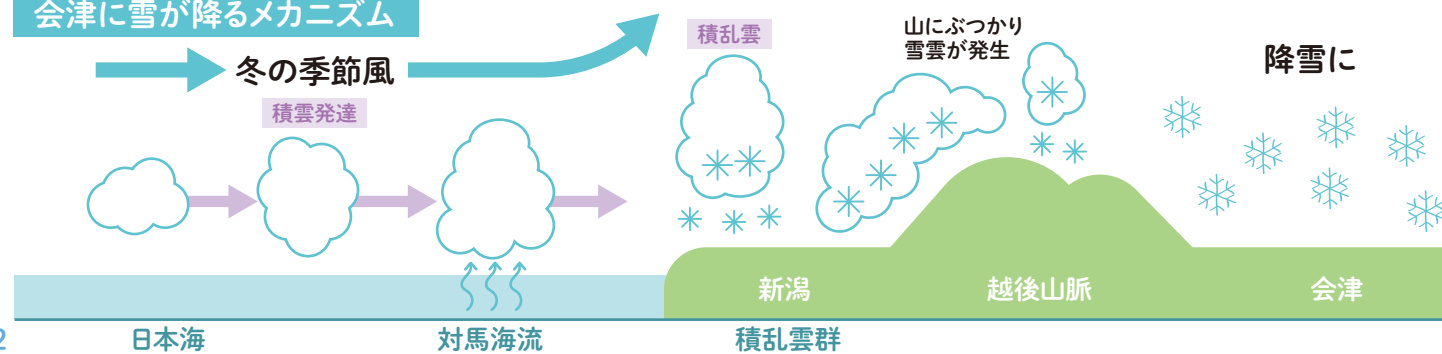 会津に雪が降るメカニズム
冬の季節風
積雲発達
積乱雲
山にぶつかり
雪雲が発生
降雪に
新潟
越後山脈
会津
2
日本海
対馬海流
積乱雲群